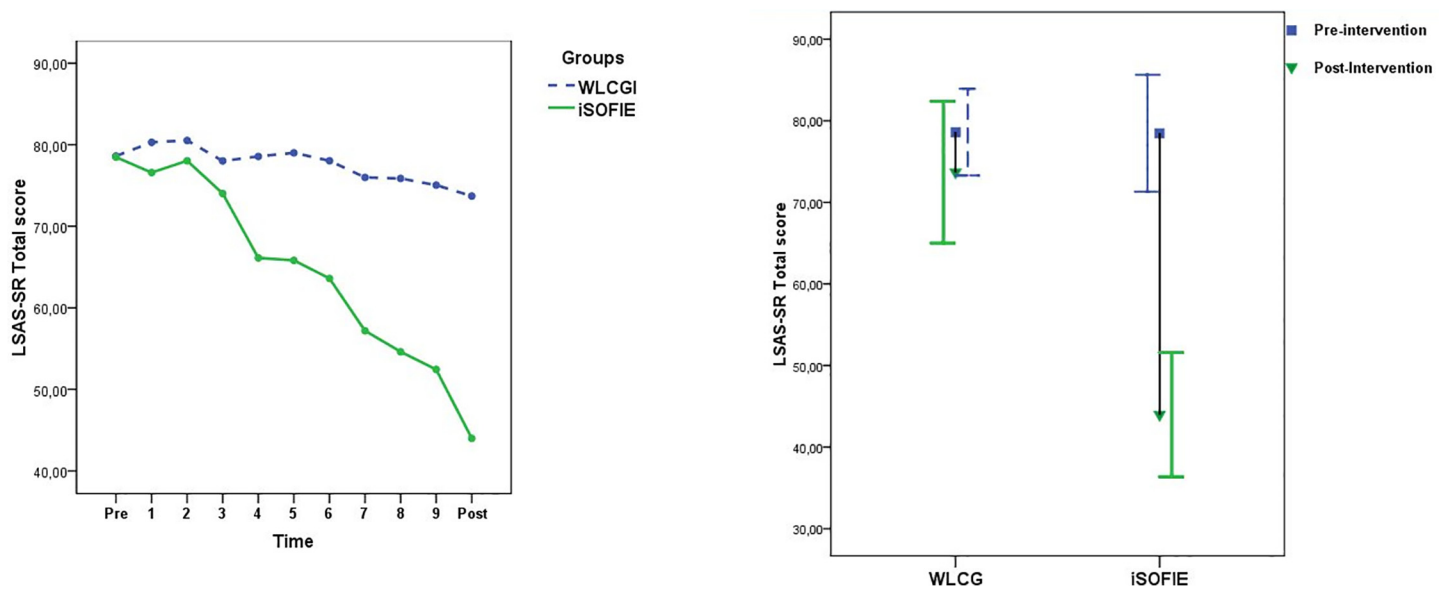 Groups
WLCGI
iSOFIE
90,00
80,00
70,00
60,00
50,00
40,00
LSAS-SR Total score
Pre 1 2 3 4 5 6 7 8 9 Post
Time
Pre-intervention
Post-Intervention
90,00
80,00
70,00
60,00
50,00
40,00
30,00
LSAS-SR Total score
WLCG iSOFIE